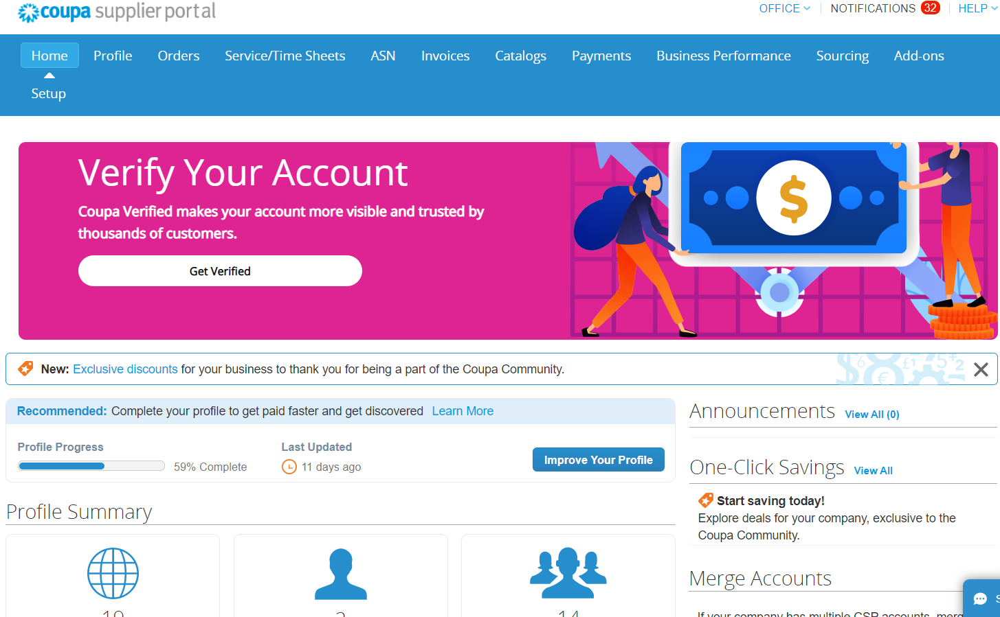 coupa supplier portal
OFFICE
NOTIFICATIONS 32
HELP
Home Profile Orders Service/Time Sheets ASN Invoices Catalogs Payments Business Performance Sourcing Add-ons
Setup
Verify Your Account
Coupa Verified makes your account more visible and trusted by
thousands of customers.
Get Verified
$
New: Exclusive discounts for your business to thank you for being a part of the Coupa Community.
Recommended: Complete your profile to get paid faster and get discovered Learn More
Profile Progress
59% Complete
Last Updated
11 days ago
Improve Your Profile
Profile Summary
Announcements View All (0)
One-Click Savings View All
Start saving today!
Explore deals for your company, exclusive to the
Coupa Community.
Merge Accounts
If your company has multiple CSP accounts,